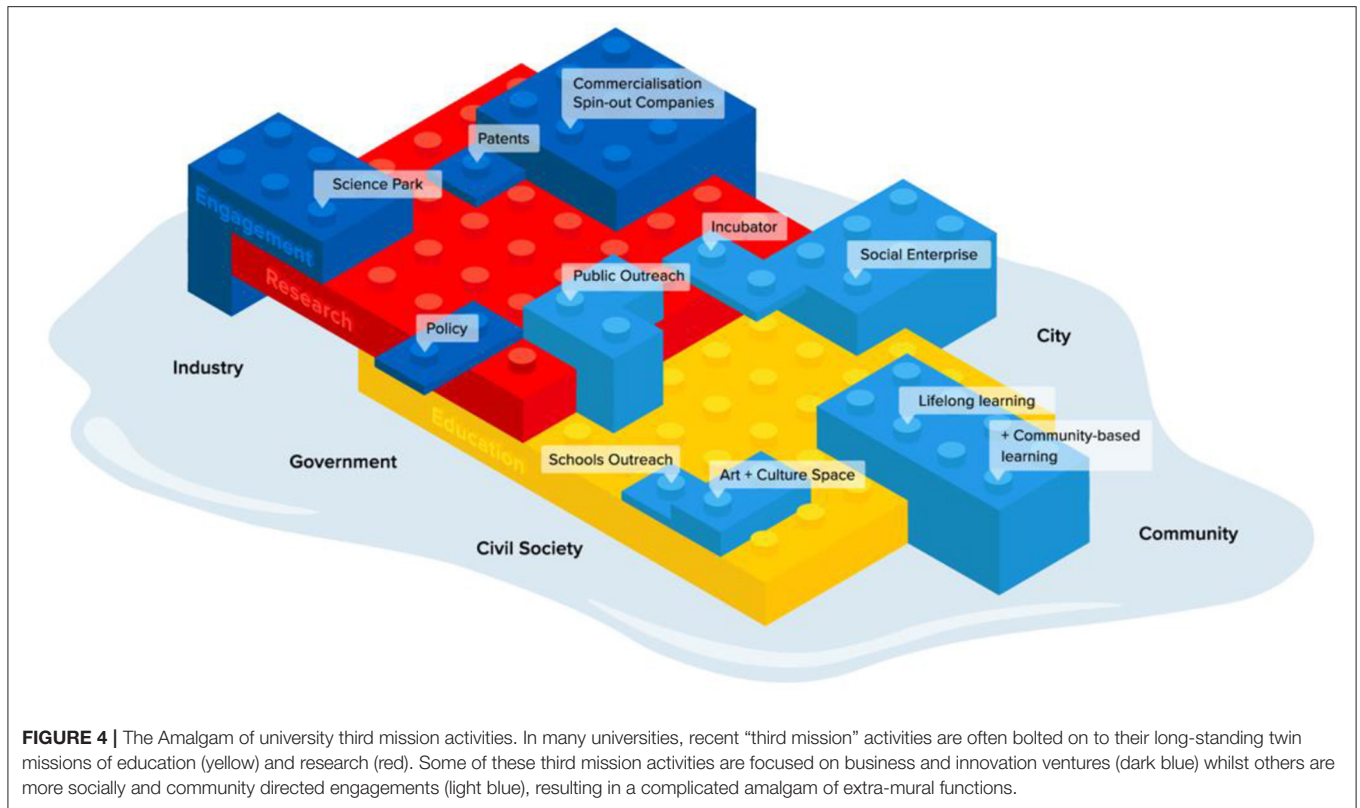 Commercialisation
Spin-out Companies
Patents
Science Park
Engagement
Research
Incubator
Social Enterprise
Public Outreach
Policy
City
Industry
Lifelong learning
+ Community-based
learning
Education
Government
Schools Outreach
Art + Culture Space
Community
Civil Society
FIGURE 4 | The Amalgam of university third mission activities. In many universities, recent “third mission” activities are often bolted on to their long-standing twin
missions of education (yellow) and research (red). Some of these third mission activities are focused on business and innovation ventures (dark blue) whilst others are
more socially and community directed engagements (light blue), resulting in a complicated amalgam of extra-mural functions.